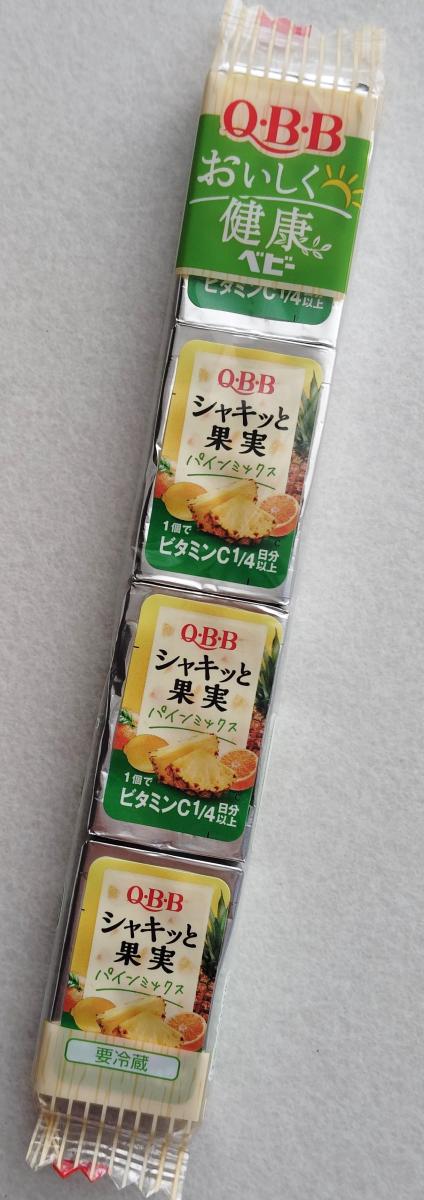 Q・B・B
おいしく
健康
ベビー
ビタミンC1/4以上
Q・B・B
シャキッと
果実
パインミックス
1個で
ビタミンC1/4日分以上
Q・B・B
シャキッと
果実
パインミックス
1個で
ビタミンC1/4日分以上
Q・B・B
シャキッと
果実
パインミックス
要冷蔵